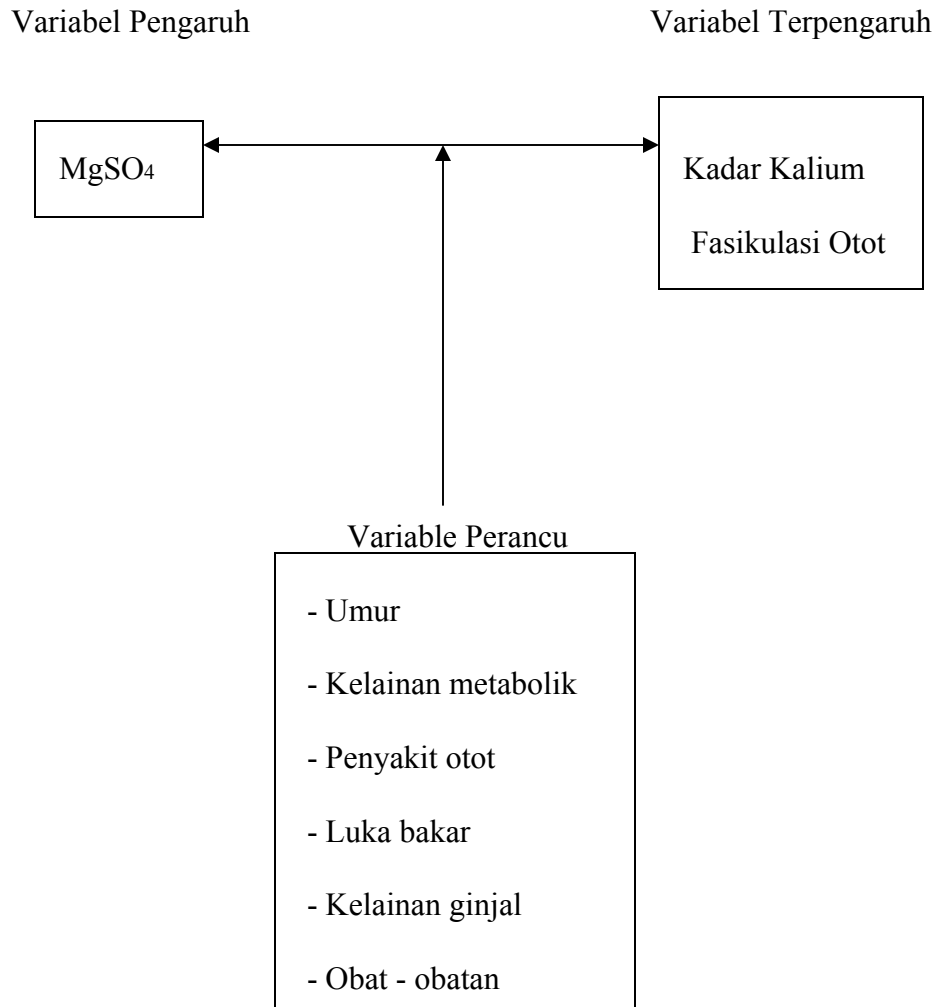 Variabel Pengaruh
Variabel Terpengaruh
MgSO4
Kadar Kalium
Fasikulasi Otot
Variable Perancu
- Umur
- Kelainan metabolik
- Penyakit otot
- Luka bakar
- Kelainan ginjal
- Obat - obatan